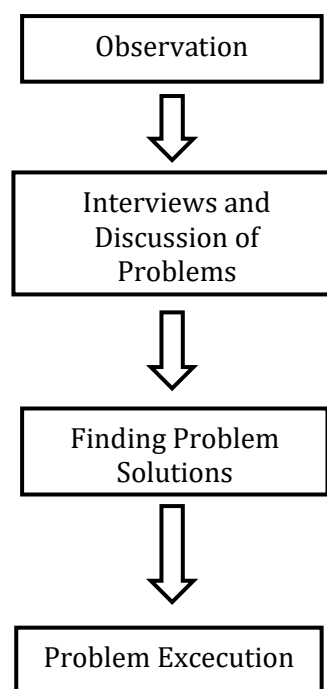 Observation
Interviews and
Discussion of
Problems
Finding Problem
Solutions
Problem Excecution